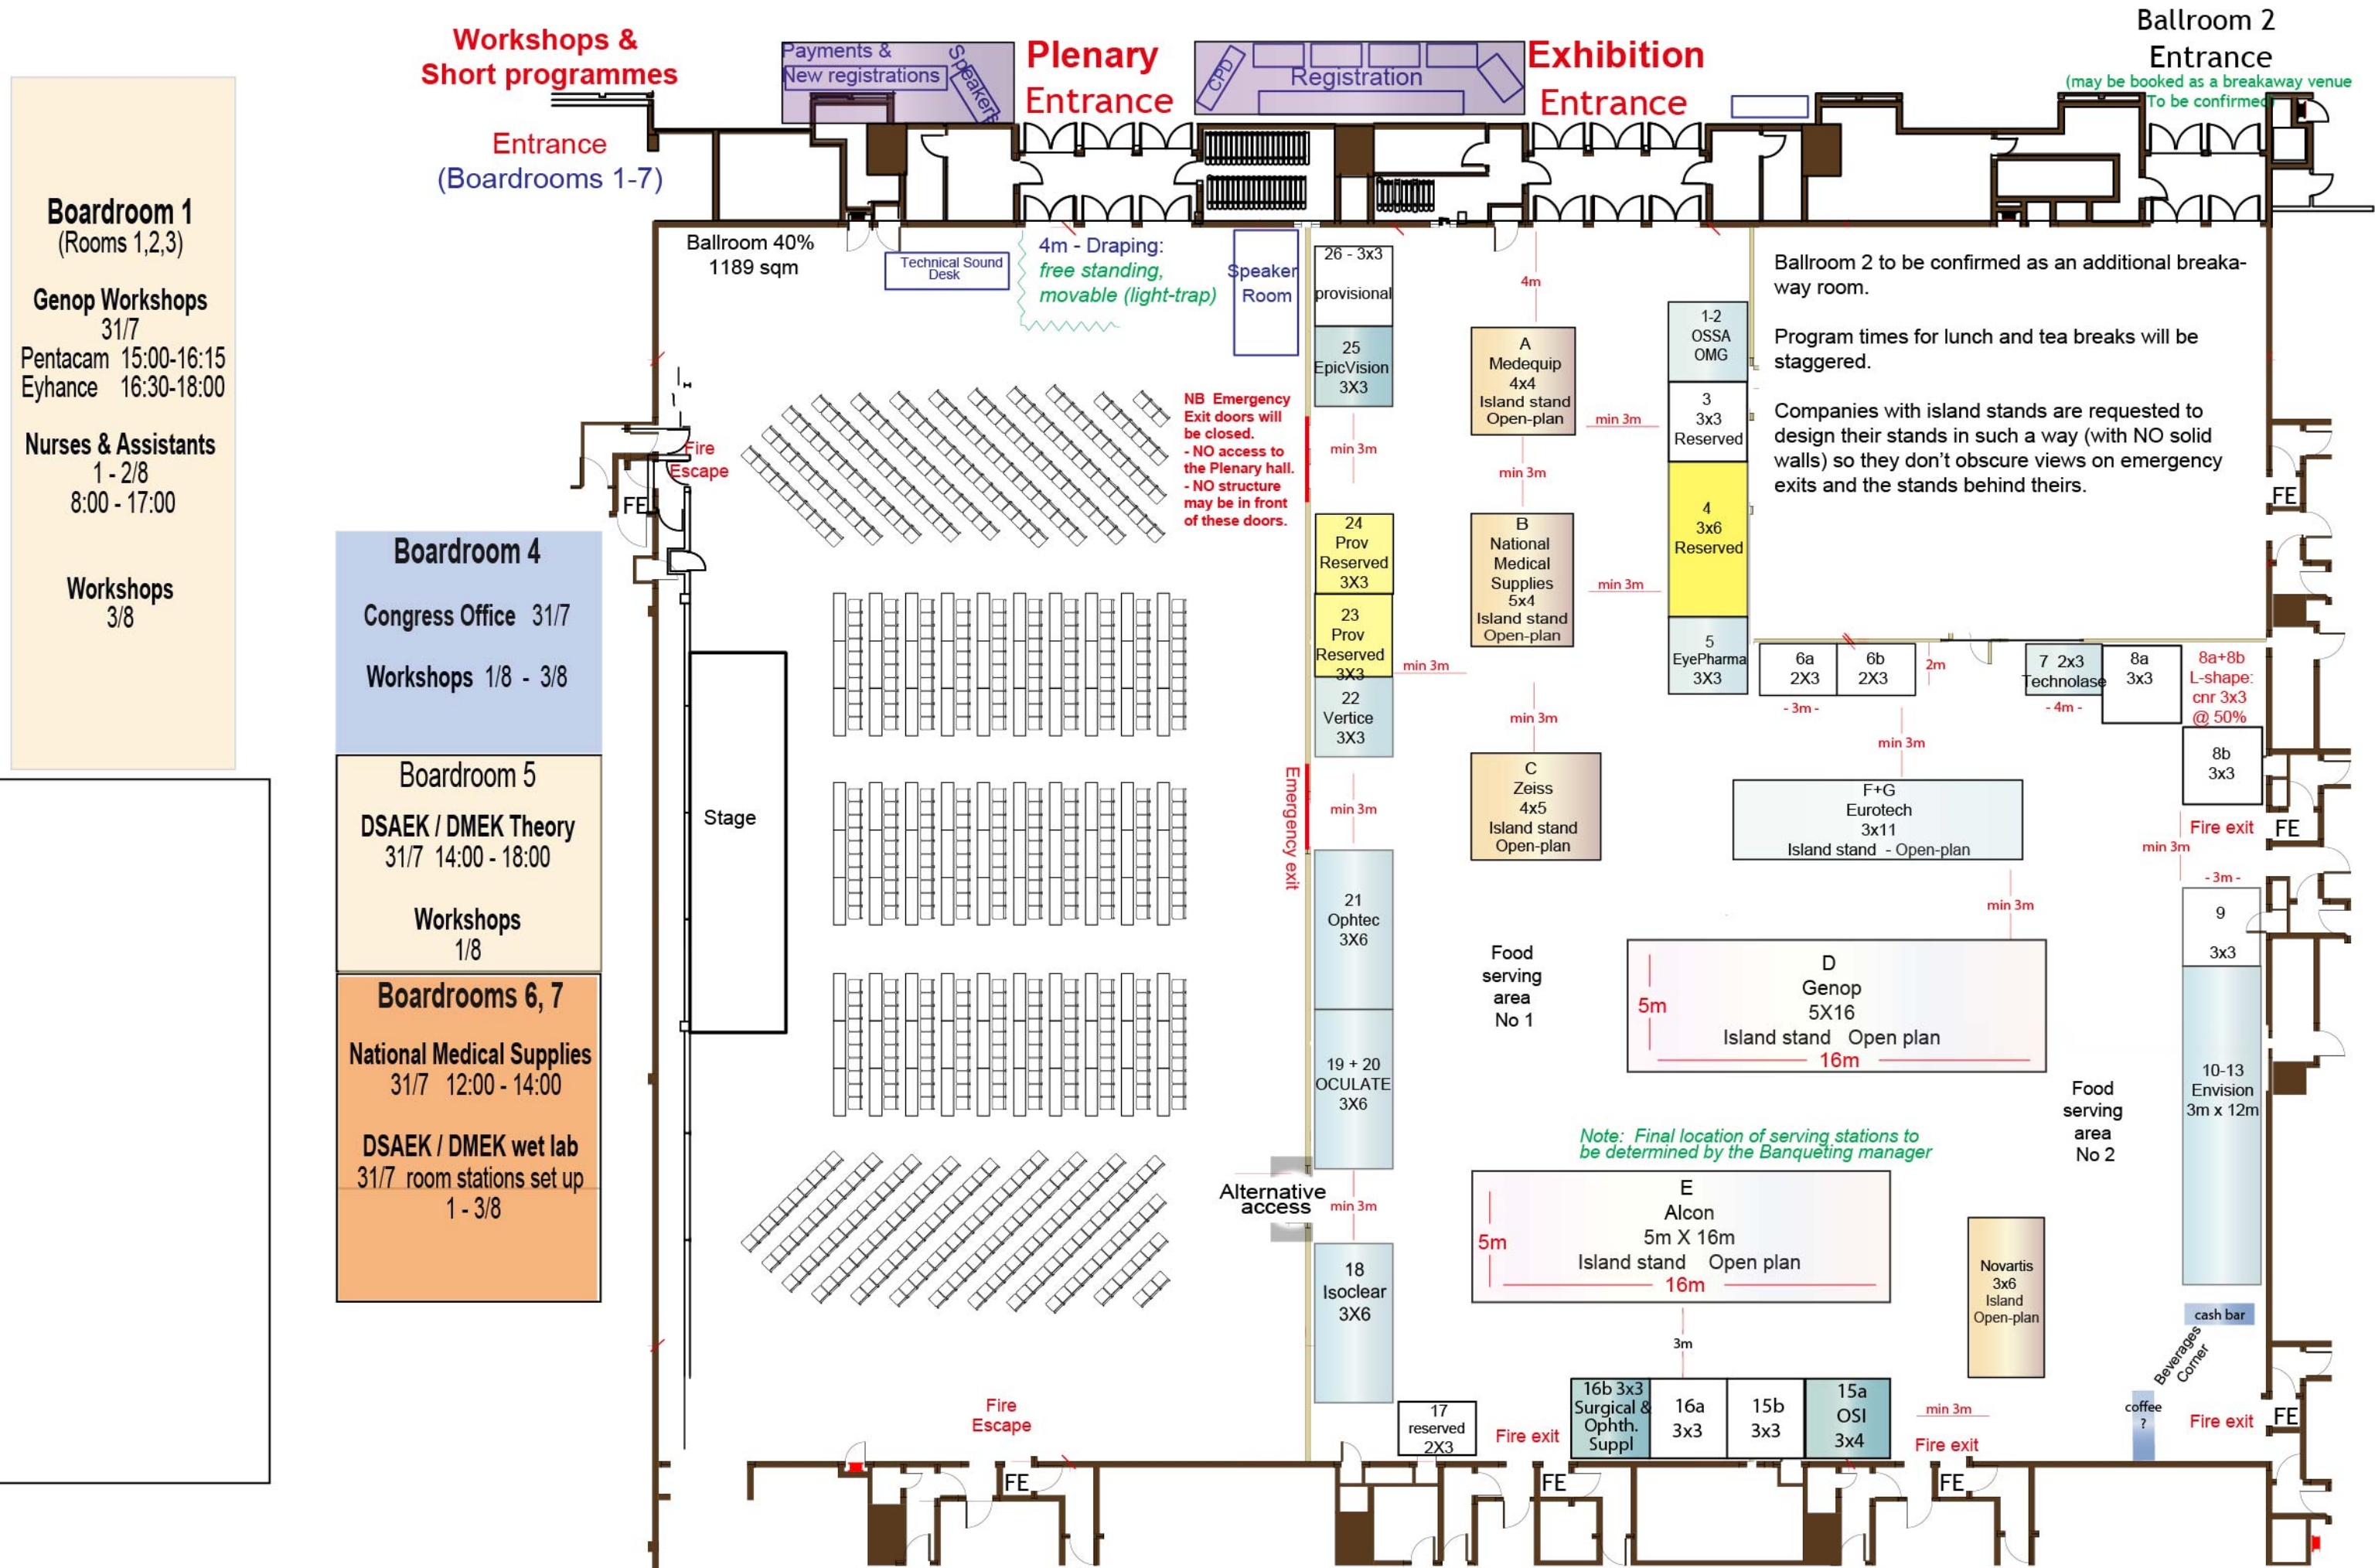 Workshops &
Short programmes
Entrance
(Boardrooms 1-7)
Payments &
New registrations
Speakers
Plenary
Entrance
CPD
Registration
Exhibition
Entrance
Ballroom 2
Entrance
(may be booked as a breakaway venue
To be confirmed)
Boardroom 1
(Rooms 1,2,3)
Genop Workshops
31/7
Pentacam 15:00-16:15
Eyhance 16:30-18:00
Nurses & Assistants
1 - 2/8
8:00 - 17:00
Workshops
3/8
Boardroom 4
Congress Office 31/7
Workshops 1/8 - 3/8
Boardroom 5
DSAEK / DMEK Theory
31/7 14:00 - 18:00
Workshops
1/8
Boardrooms 6, 7
National Medical Supplies
31/7 12:00 - 14:00
DSAEK / DMEK wet lab
31/7 room stations set up
1 - 3/8
Ballroom 40%
1189 sqm
Technical Sound
Desk
4m - Draping:
free standing,
movable (light-trap)
Speaker
Room
Fire
Escape
FE
NB Emergency
Exit doors will
be closed.
- NO access to
the Plenary hall.
- NO structure
may be in front
of these doors.
Stage
Emergency exit
Alternative
access
Fire
Escape
FE
26 - 3x3
provisional
25
EpicVision
3X3
min 3m
24
Prov
Reserved
3X3
23
Prov
Reserved
3X3
min 3m
22
Vertice
3X3
min 3m
21
Ophtec
3X6
19 + 20
OCULATE
3X6
min 3m
18
Isoclear
3X6
17
reserved
2X3
4m
A
Medequip
4x4
Island stand
Open-plan
min 3m
min 3m
B
National
Medical
Supplies
5x4
Island stand
Open-plan
min 3m
min 3m
C
Zeiss
4x5
Island stand
Open-plan
1-2
OSSA
OMG
3
3x3
Reserved
4
3x6
Reserved
5
EyePharma
3X3
Ballroom 2 to be confirmed as an additional breaka-
way room.
Program times for lunch and tea breaks will be
staggered.
Companies with island stands are requested to
design their stands in such a way (with NO solid
walls) so they don't obscure views on emergency
exits and the stands behind theirs.
FE
6a
2X3
6b
2X3
2m
- 3m -
7 2x3
Technolase
- 4m -
8a
3x3
8a+8b
L-shape:
cnr 3x3
@ 50%
8b
3x3
min 3m
F+G
Eurotech
3x11
Island stand - Open-plan
Fire exit
FE
min 3m
- 3m -
min 3m
9
3x3
Food
serving
area
No 1
D
Genop
5X16
Island stand Open plan
5m
16m
10-13
Envision
3m x 12m
Food
serving
area
No 2
Note: Final location of serving stations to
be determined by the Banqueting manager
E
Alcon
5m X 16m
Island stand Open plan
5m
16m
Novartis
3x6
Island
Open-plan
cash bar
Beverages
Corner
coffee
?
Fire exit
FE
3m
Fire exit
FE
16b 3x3
Surgical &
Ophth.
Suppl
16a
3x3
15b
3x3
15a
OSI
3x4
min 3m
Fire exit
FE